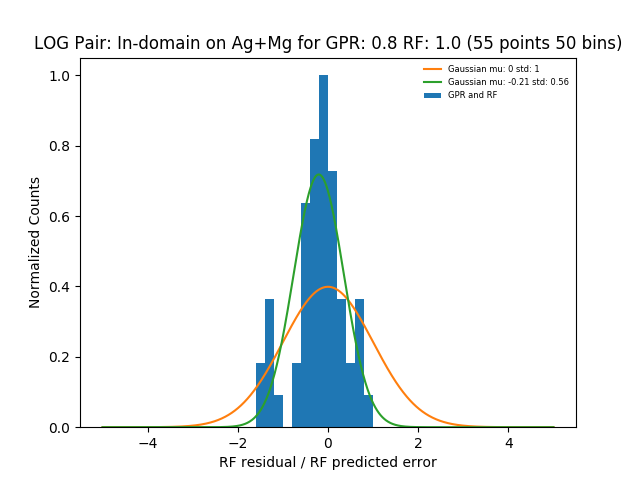 LOG Pair: In-domain on Ag+Mg for GPR: 0.8 RF: 1.0 (55 points 50 bins)
Gaussian mu: 0 std: 1
Gaussian mu: -0.21 std: 0.56
GPR and RF
1.0
0.8
0.6
0.4
0.2
0.0
Normalized Counts
−4
−2
0
2
4
RF residual / RF predicted error